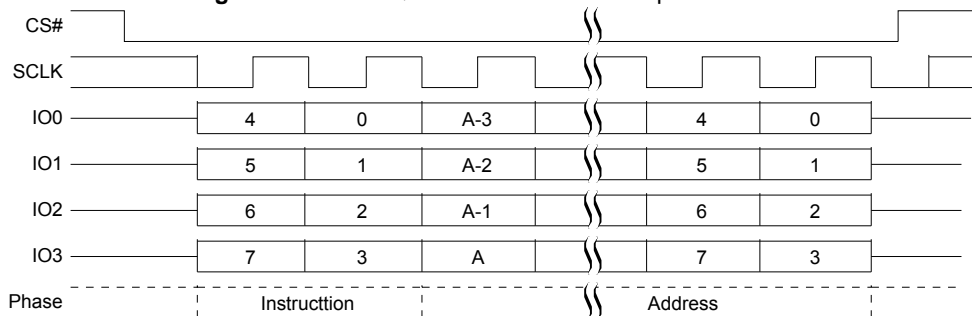 CS#
SCLK
IO0 4 0 A-3 4 0
IO1 5 1 A-2 5 1
IO2 6 2 A-1 6 2
IO3 7 3 A 7 3
Phase Instructtion Address